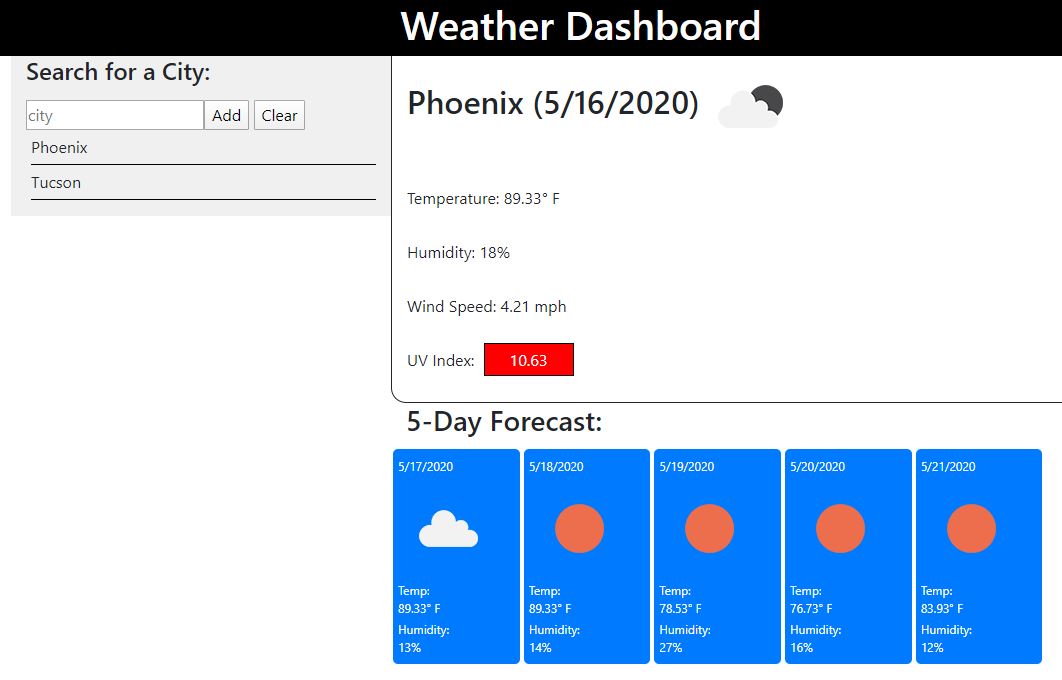 Weather Dashboard
Search for a City:
city
Add
Clear
Phoenix
Tucson
Phoenix (5/16/2020)
Temperature: 89.33° F
Humidity: 18%
Wind Speed: 4.21 mph
UV Index: 10.63
5-Day Forecast:
5/17/2020
Temp:
89.33° F
Humidity:
13%
5/18/2020
Temp:
89.33° F
Humidity:
14%
5/19/2020
Temp:
78.53° F
Humidity:
27%
5/20/2020
Temp:
76.73° F
Humidity:
16%
5/21/2020
Temp:
83.93° F
Humidity:
12%